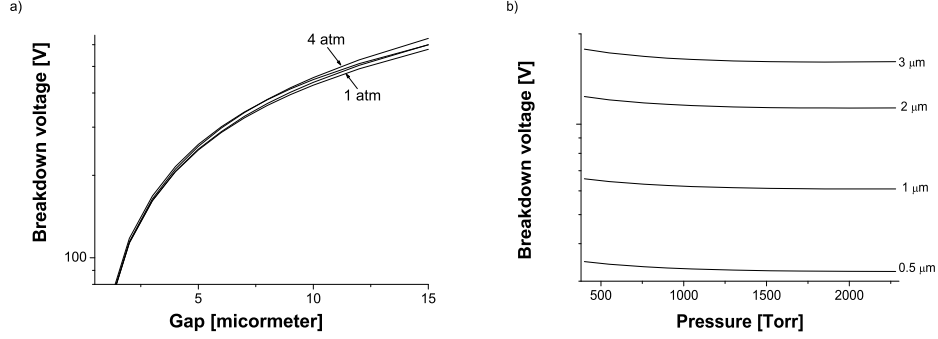 a)
Breakdown voltage [V]
4 atm
1 atm
100
5
10
15
Gap [micormeter]
b)
Breakdown voltage [V]
3 μm
2 μm
1 μm
0.5 μm
500
1000
1500
2000
Pressure [Torr]